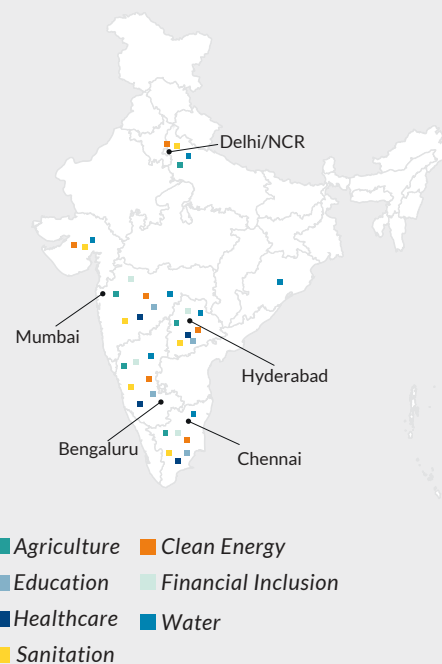 Delhi/NCR
Mumbai
Hyderabad
Bengaluru
Chennai
Agriculture
Clean Energy
Education
Financial Inclusion
Healthcare
Water
Sanitation